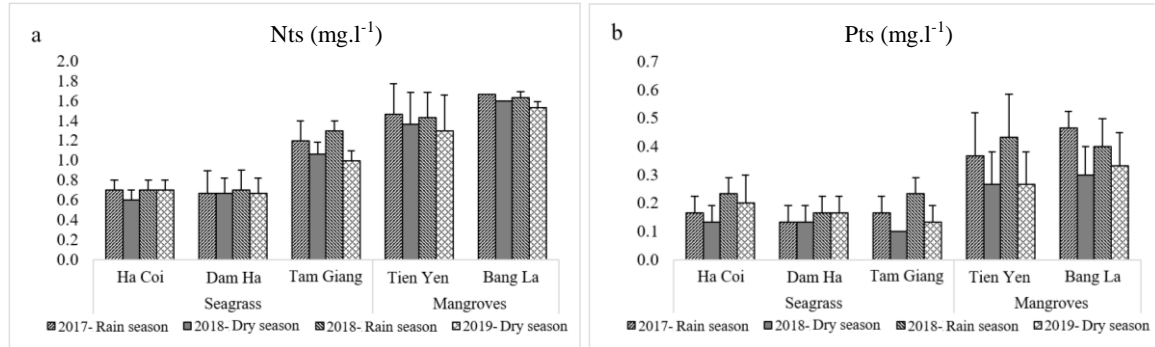 a
Nts (mg.l-1)
2.0
1.8
1.6
1.4
1.2
1.0
0.8
0.6
0.4
0.2
0.0
Ha Coi Dam Ha Tam Giang Tien Yen Bang La
Seagrass Mangroves
2017- Rain season 2018- Dry season 2018- Rain season 2019- Dry season
b
Pts (mg.l-1)
0.7
0.6
0.5
0.4
0.3
0.2
0.1
0.0
Ha Coi Dam Ha Tam Giang Tien Yen Bang La
Seagrass Mangroves
2017- Rain season 2018- Dry season 2018- Rain season 2019- Dry season